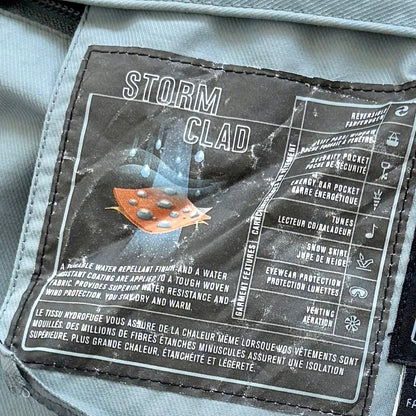 STORM
CLAD
A DURABLE WATER REPELLANT FINISH AND A WATER
RESISTANT COATING ARE APPLIED TO A TOUGH WOVEN
FABRIC. PROVIDES SUPERIOR WATER RESISTANCE AND
WIND PROTECTION. YOU STAY DRY AND WARM.
GARMENT FEATURES
REVERSIBLE
POCKET
POCHE DE SÉCURITÉ
ENERGY BAR POCKET
BARRE ÉNERGÉTIQUE
TUNES
LECTEUR CD/BALADEUR
SNOW SKIRT
JUPE DE NEIGE
EYEWEAR PROTECTION
PROTECTION LUNETTES
VENTING
AÉRATION
LE TISSU HYDROFUGE VOUS ASSURE DE LA CHALEUR MÊME LORSQUE VOS VÊTEMENTS SONT
MOUILLÉS. DES MILLIONS DE FIBRES ÉTANCHES MINUSCULES ASSURENT UNE ISOLATION
SUPÉRIEURE, PLUS GRANDE CHALEUR, ÉTANCHÉITÉ ET LÉGÈRETÉ.